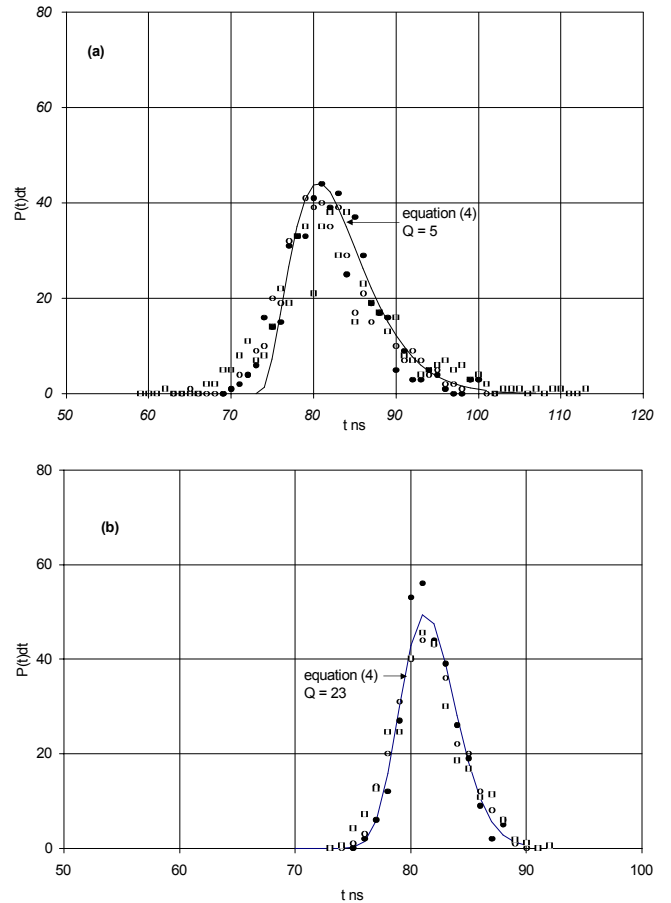 80
(a)
60
P(t)dt
40
equation (4)
Q = 5
20
0
50 60 70 80 90 100 110 120
t ns
80
(b)
60
P(t)dt
40
equation (4)
Q = 23
20
0
50 60 70 80 90 100
t ns